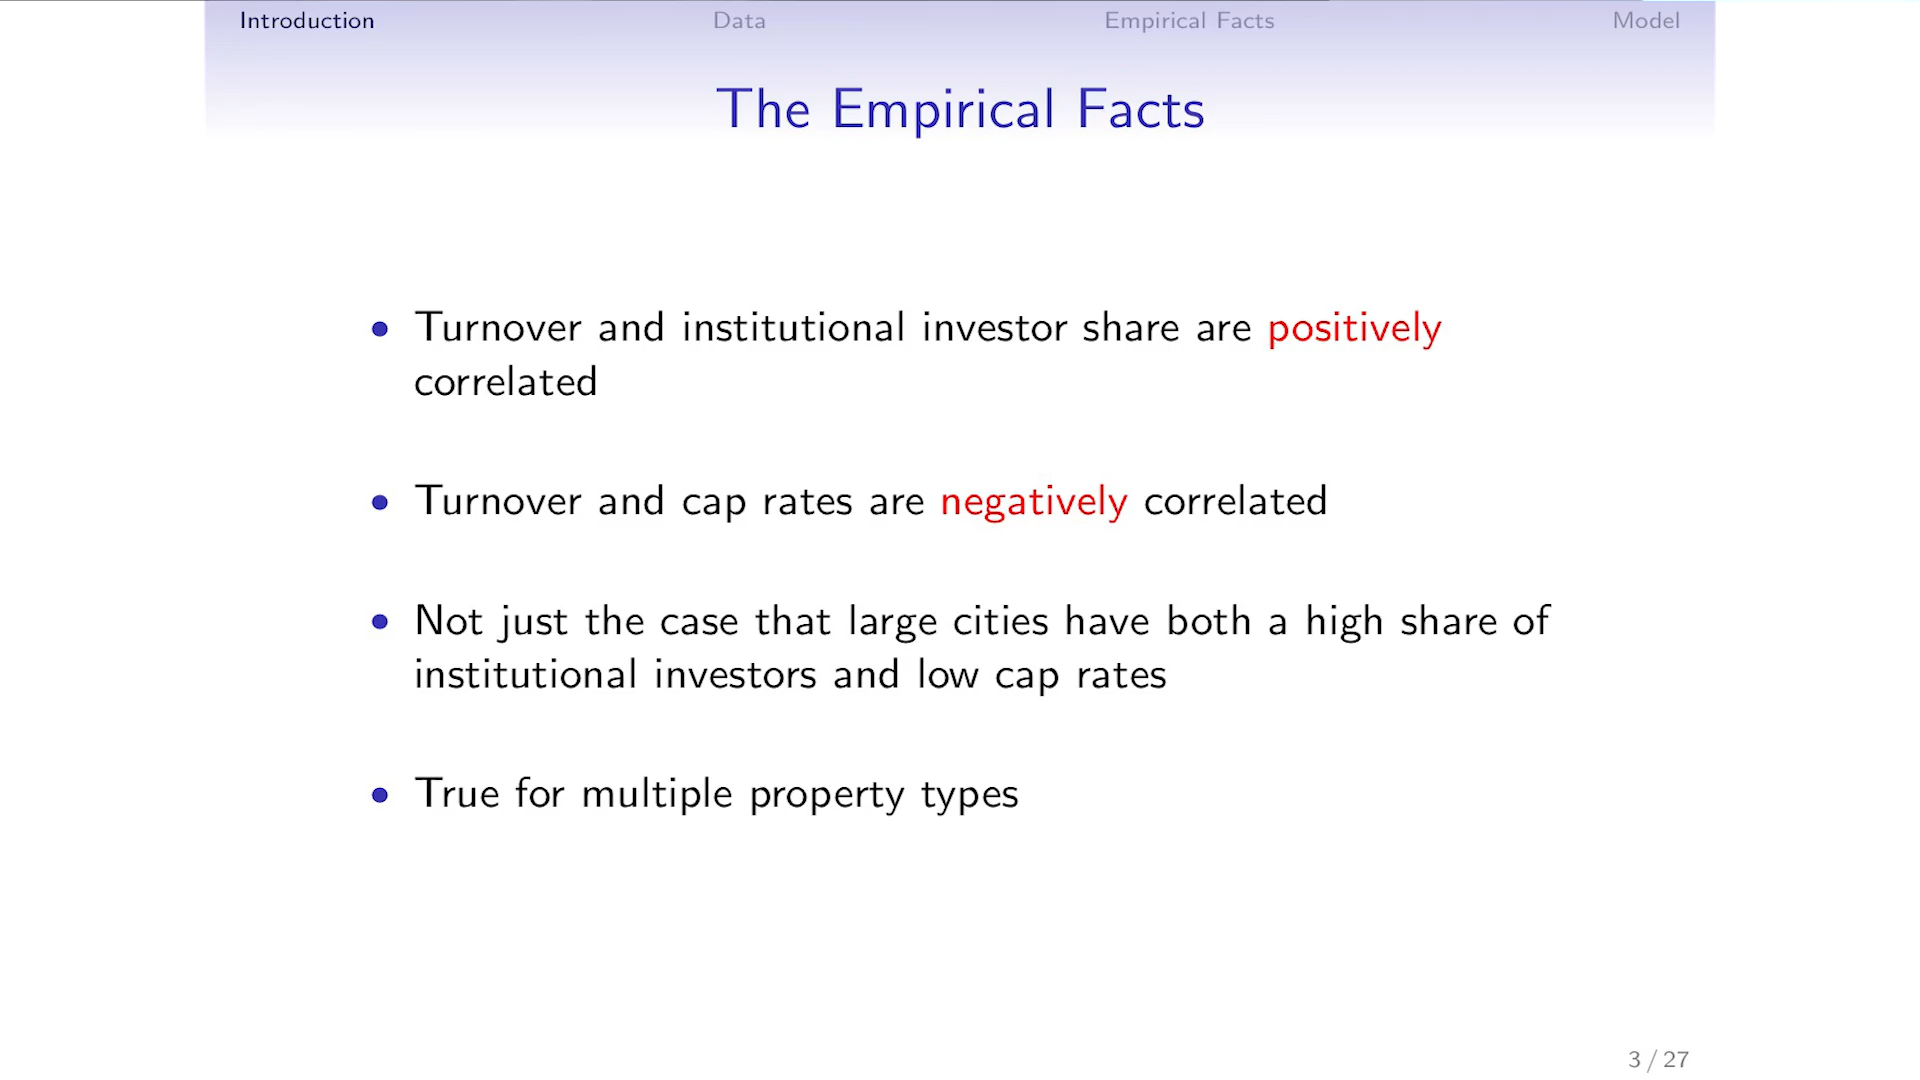 Introduction Data Empirical Facts Model
The Empirical Facts
• Turnover and institutional investor share are positively
correlated
• Turnover and cap rates are negatively correlated
• Not just the case that large cities have both a high share of
institutional investors and low cap rates
• True for multiple property types
3 / 27